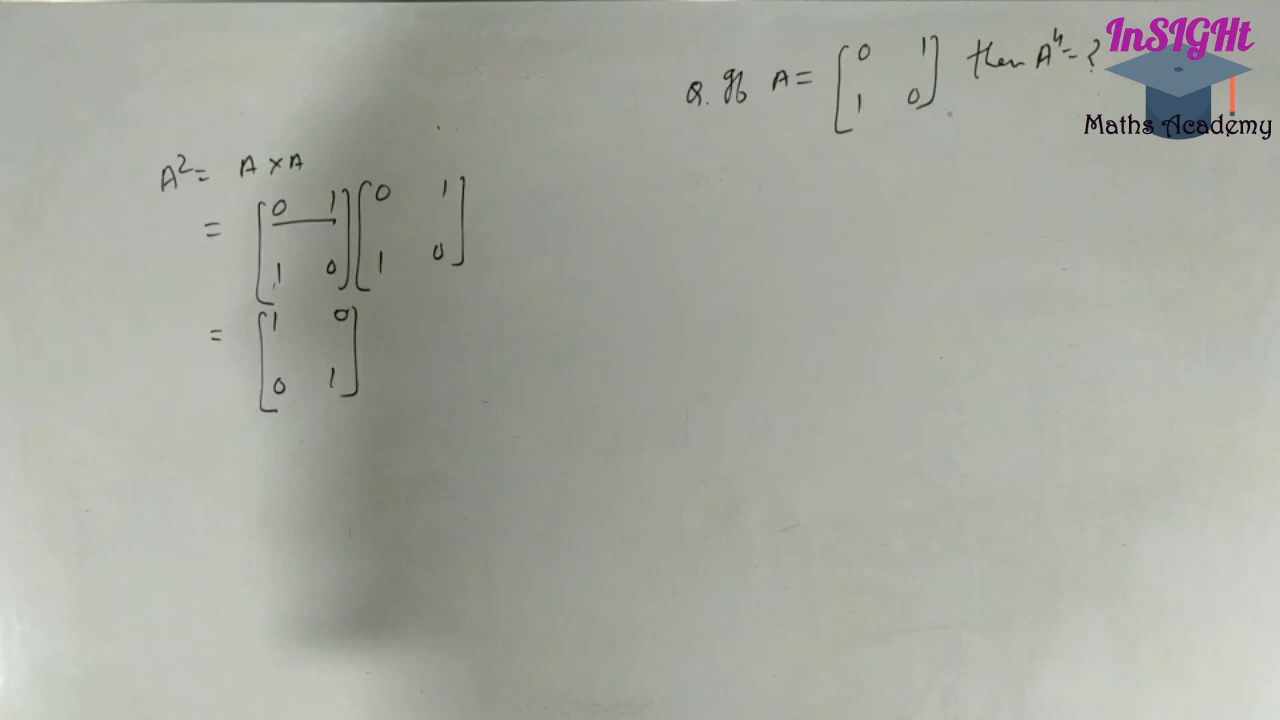 InSIGHt
Maths Academy
Q. If A = [0 1
1 0] then A⁴ = ?
A² = A × A
= [0 1
1 0] [0 1
1 0]
= [1 0
0 1]